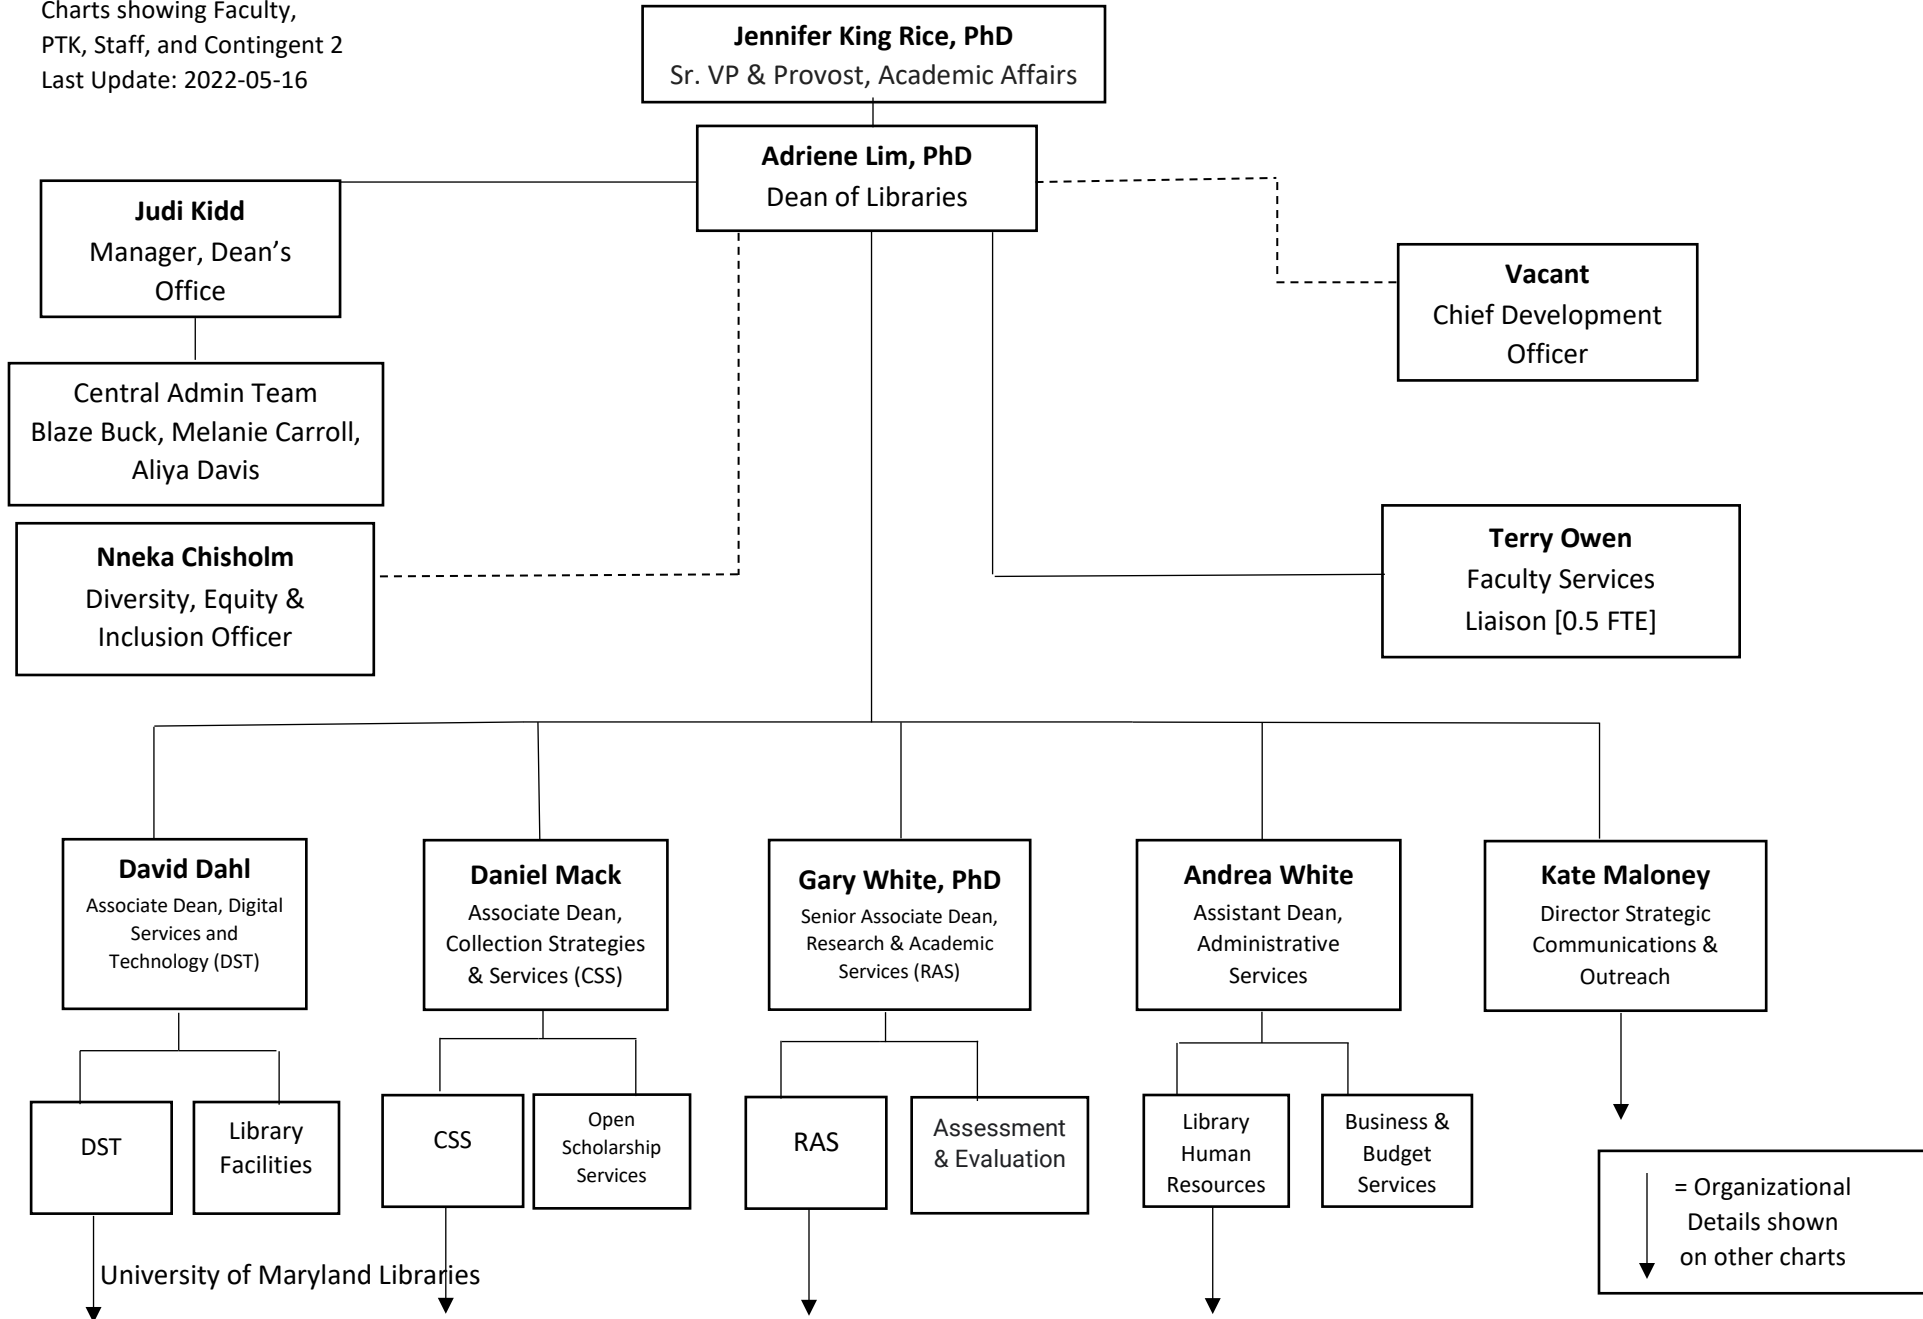 Charts showing Faculty,
PTK, Staff, and Contingent 2
Last Update: 2022-05-16
Jennifer King Rice, PhD
Sr. VP & Provost, Academic Affairs
Adriene Lim, PhD
Dean of Libraries
Judi Kidd
Manager, Dean’s
Office
Vacant
Chief Development
Officer
Central Admin Team
Blaze Buck, Melanie Carroll,
Aliya Davis
Nneka Chisholm
Diversity, Equity &
Inclusion Officer
Terry Owen
Faculty Services
Liaison [0.5 FTE]
David Dahl
Associate Dean, Digital
Services and
Technology (DST)
Daniel Mack
Associate Dean,
Collection Strategies
& Services (CSS)
Gary White, PhD
Senior Associate Dean,
Research & Academic
Services (RAS)
Andrea White
Assistant Dean,
Administrative
Services
Kate Maloney
Director Strategic
Communications &
Outreach
DST
Library
Facilities
CSS
Open
Scholarship
Services
RAS
Assessment
& Evaluation
Library
Human
Resources
Business &
Budget
Services
= Organizational
Details shown
on other charts
University of Maryland Libraries